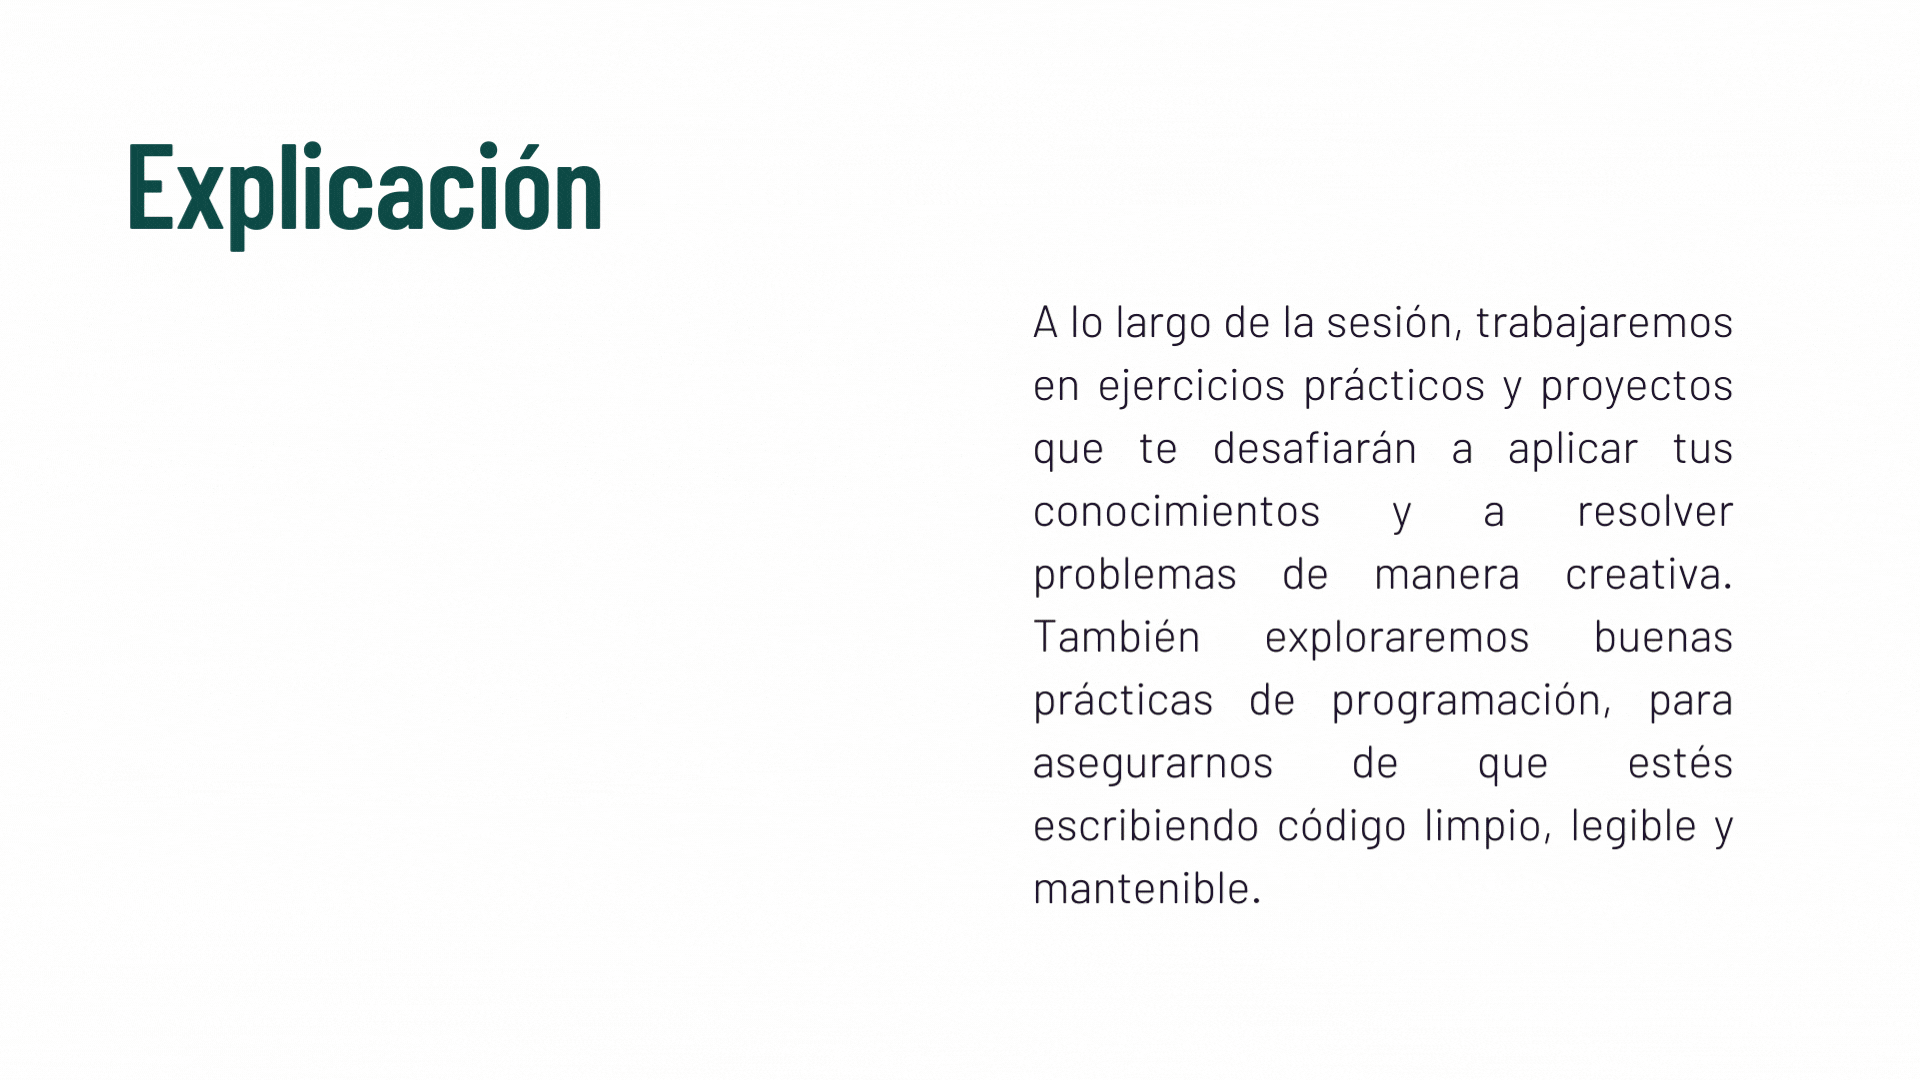 Explicación
A lo largo de la sesión, trabajaremos
en ejercicios prácticos y proyectos
que te desafiarán a aplicar tus
conocimientos y a resolver
problemas de manera creativa.
También exploraremos buenas
prácticas de programación, para
asegurarnos de que estés
escribiendo código limpio, legible y
mantenible.